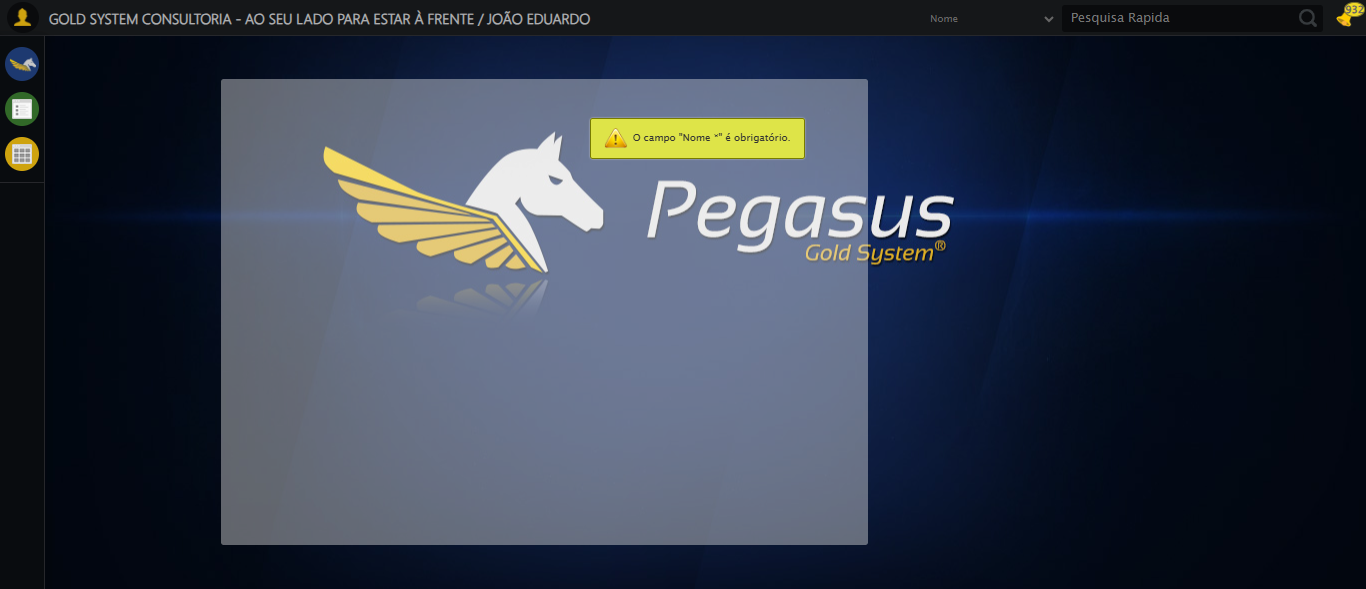 GOLD SYSTEM CONSULTORIA - AO SEU LADO PARA ESTAR À FRENTE / JOÃO EDUARDO
Nome
Pesquisa Rapida
932
O campo "Nome *" é obrigatório.
Pegasus
Gold System®